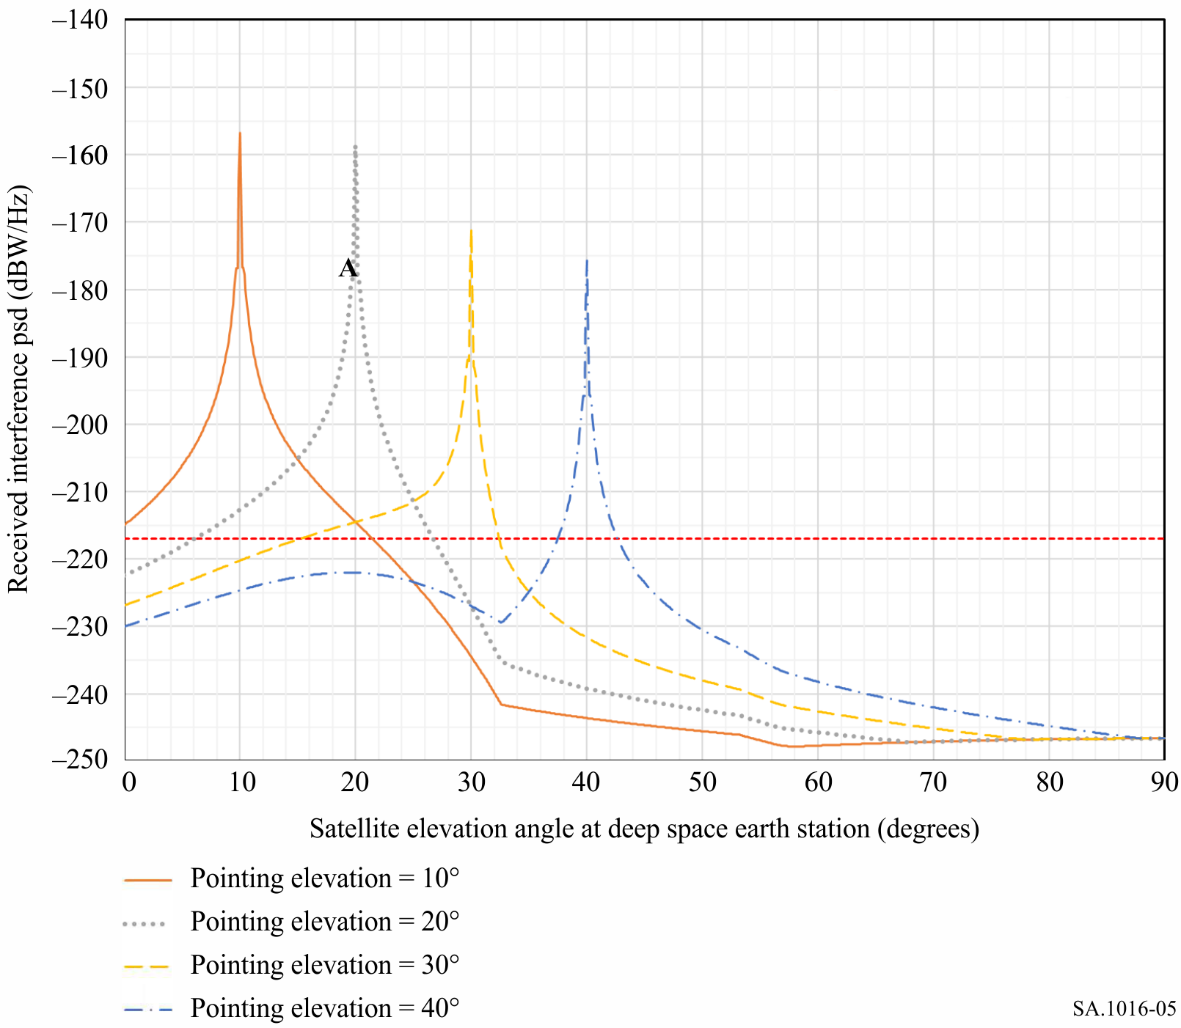 Received interference psd (dBW/Hz)
–140
–150
–160
–170
–180
–190
–200
–210
–220
–230
–240
–250
A
0 10 20 30 40 50 60 70 80 90
Satellite elevation angle at deep space earth station (degrees)
Pointing elevation = 10°
Pointing elevation = 20°
Pointing elevation = 30°
Pointing elevation = 40°
SA.1016-05